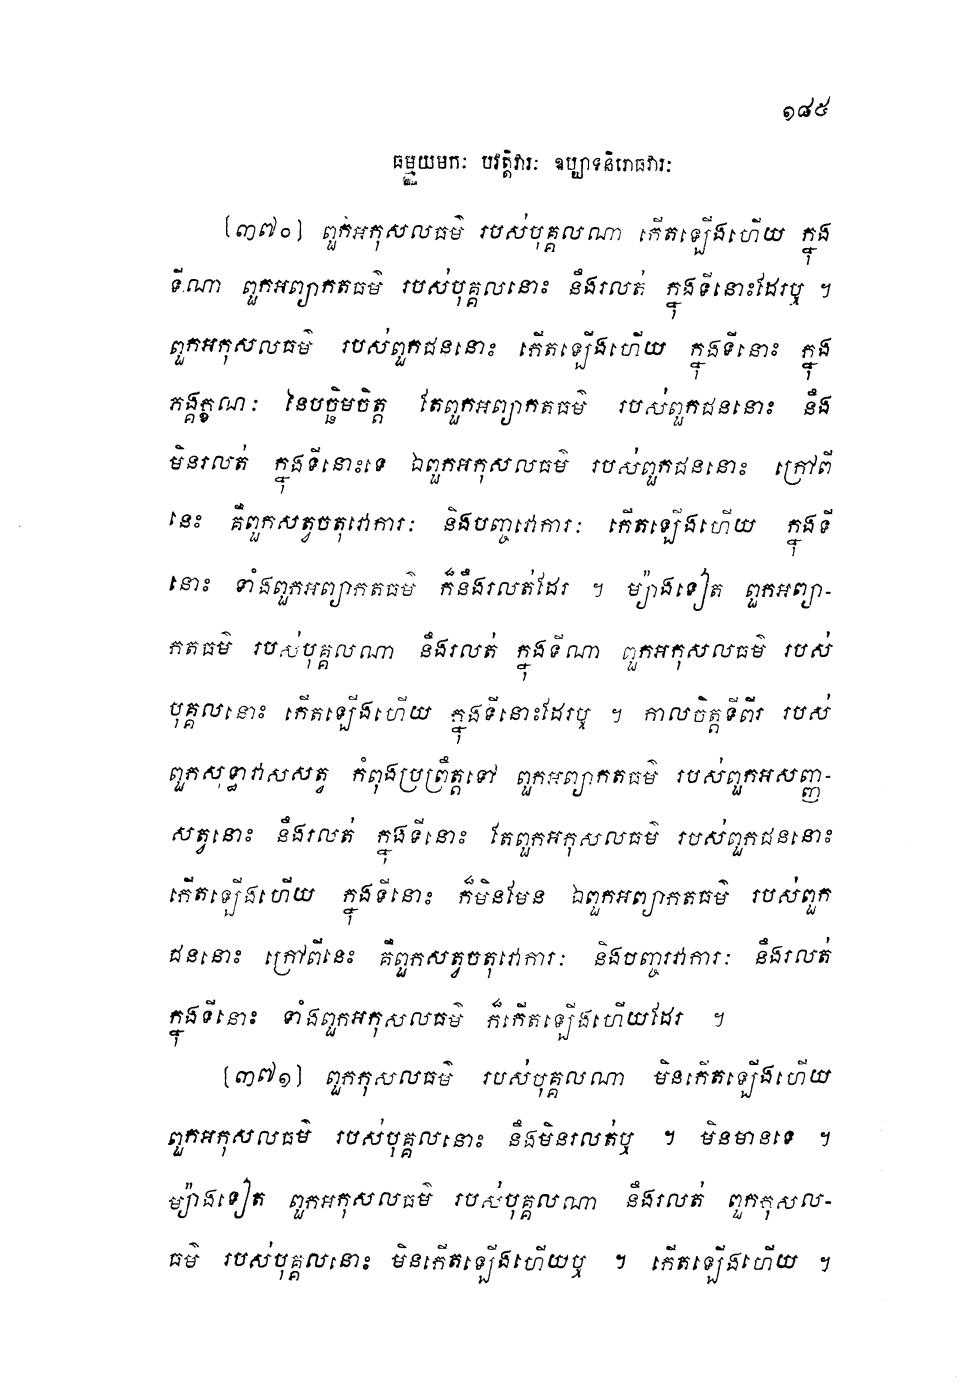 ១៨៥
ធម្មយមកៈ បវត្តិវារៈ ឧប្បាទនិរោធវារៈ
[៣៧០] ពួកអកុសលធម៌ របស់បុគ្គលណា កើតឡើងហើយ ក្នុង
ទីណា ពួកអព្យាកតធម៌ របស់បុគ្គលនោះ នឹងរលត់ ក្នុងទីនោះដែរឬ ។
ពួកអកុសលធម៌ របស់ពួកជននោះ កើតឡើងហើយ ក្នុងទីនោះ ក្នុង
ភង្គក្ខណៈ នៃបច្ឆិមចិត្ត តែពួកអព្យាកតធម៌ របស់ពួកជននោះ នឹង
មិនរលត់ ក្នុងទីនោះទេ ឯពួកអកុសលធម៌ របស់ពួកជននោះ ក្រៅពី
នេះ គឺពួកសត្វចតុវោការៈ និងបញ្ចវោការៈ កើតឡើងហើយ ក្នុងទី
នោះ ទាំងពួកអព្យាកតធម៌ ក៏នឹងរលត់ដែរ ។ ម៉្យាងទៀត ពួកអព្យា-
កតធម៌ របស់បុគ្គលណា នឹងរលត់ ក្នុងទីណា ពួកអកុសលធម៌ របស់
បុគ្គលនោះ កើតឡើងហើយ ក្នុងទីនោះដែរឬ ។ កាលចិត្តទីពីរ របស់
ពួកសុទ្ធាវាសសត្វ កំពុងប្រព្រឹត្តទៅ ពួកអព្យាកតធម៌ របស់ពួកអសញ្ញ-
សត្វនោះ នឹងរលត់ ក្នុងទីនោះ តែពួកអកុសលធម៌ របស់ពួកជននោះ
កើតឡើងហើយ ក្នុងទីនោះ ក៏មិនមែន ឯពួកអព្យាកតធម៌ របស់ពួក
ជននោះ ក្រៅពីនេះ គឺពួកសត្វចតុវោការៈ និងបញ្ចវោការៈ នឹងរលត់
ក្នុងទីនោះ ទាំងពួកអកុសលធម៌ ក៏កើតឡើងហើយដែរ ។
[៣៧១] ពួកកុសលធម៌ របស់បុគ្គលណា មិនកើតឡើងហើយ
ពួកអកុសលធម៌ របស់បុគ្គលនោះ នឹងមិនរលត់ឬ ។ មិនមានទេ ។
ម៉្យាងទៀត ពួកអកុសលធម៌ របស់បុគ្គលណា នឹងរលត់ ពួកកុសល-
ធម៌ របស់បុគ្គលនោះ មិនកើតឡើងហើយឬ ។ កើតឡើងហើយ ។